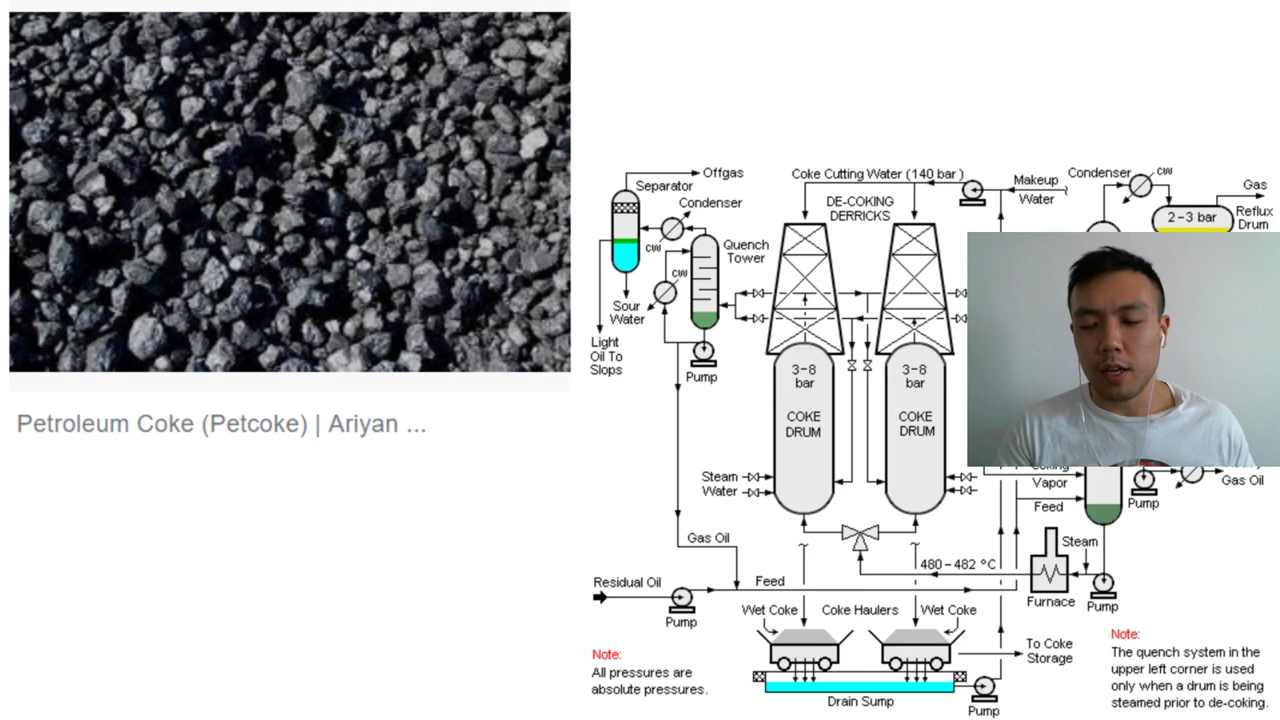 Petroleum Coke (Petcoke) | Ariyan ...
Offgas
Separator
Condenser
CW
Quench
Tower
CW
Sour
Water
Light
Oil To
Slops
Pump
Coke Cutting Water (140 bar )
DE-COKING
DERRICKS
Makeup
Water
Condenser
CW
Gas
2-3 bar
Reflux
Drum
3-8
bar
COKE
DRUM
3-8
bar
COKE
DRUM
Steam
Water
Coking
Vapor
Feed
Pump
Gas Oil
Gas Oil
480-482 °C
Steam
Furnace
Pump
Residual Oil
Pump
Feed
Wet Coke
Coke Haulers
Wet Coke
To Coke
Storage
Drain Sump
Pump
Note:
All pressures are
absolute pressures.
Note:
The quench system in the
upper left corner is used
only when a drum is being
steamed prior to de-coking.